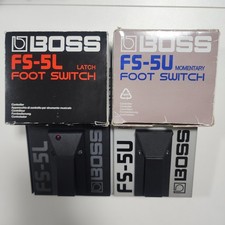 BOSS
FS-5L
LATCH
FOOT SWITCH
BOSS
FS-5U
MOMENTARY
FOOT SWITCH
FS-5L
BOSS
FS-5U
BOSS